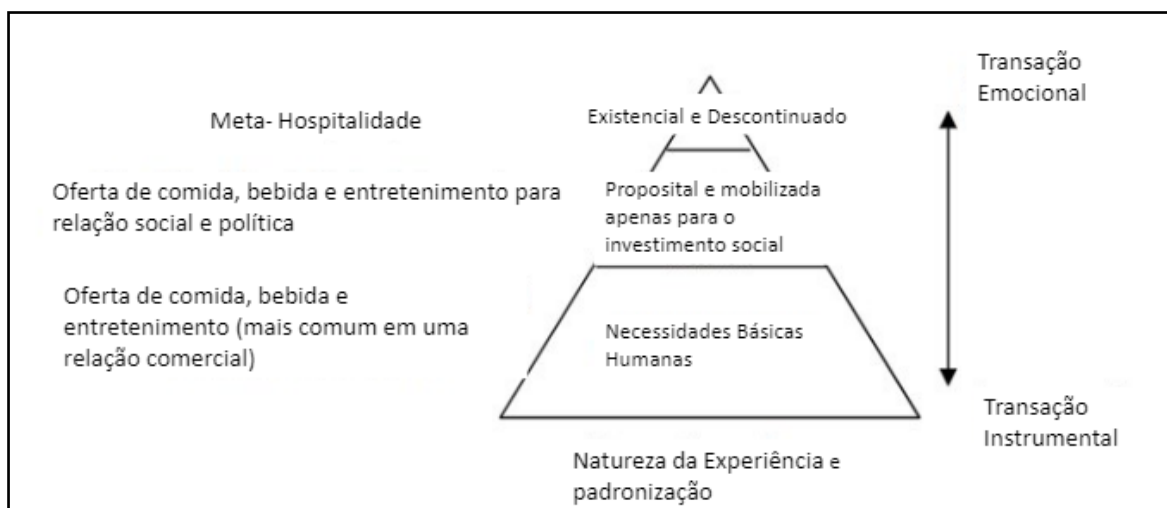 Transação
Emocional
Meta- Hospitalidade
Existencial e Descontinuado
Oferta de comida, bebida e entretenimento para
relação social e política
Proposital e mobilizada
apenas para o
investimento social
Oferta de comida, bebida e
entretenimento (mais comum em uma
relação comercial)
Necessidades Básicas
Humanas
Transação
Instrumental
Natureza da Experiência e
padronização